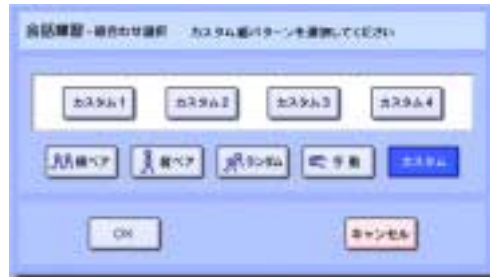 会話練習-組合わせ選択 カスタム組パターンを選択してください
カスタム1 カスタム2 カスタム3 カスタム4
横ペア 縦ペア ランダム 手動 カスタム
OK キャンセル